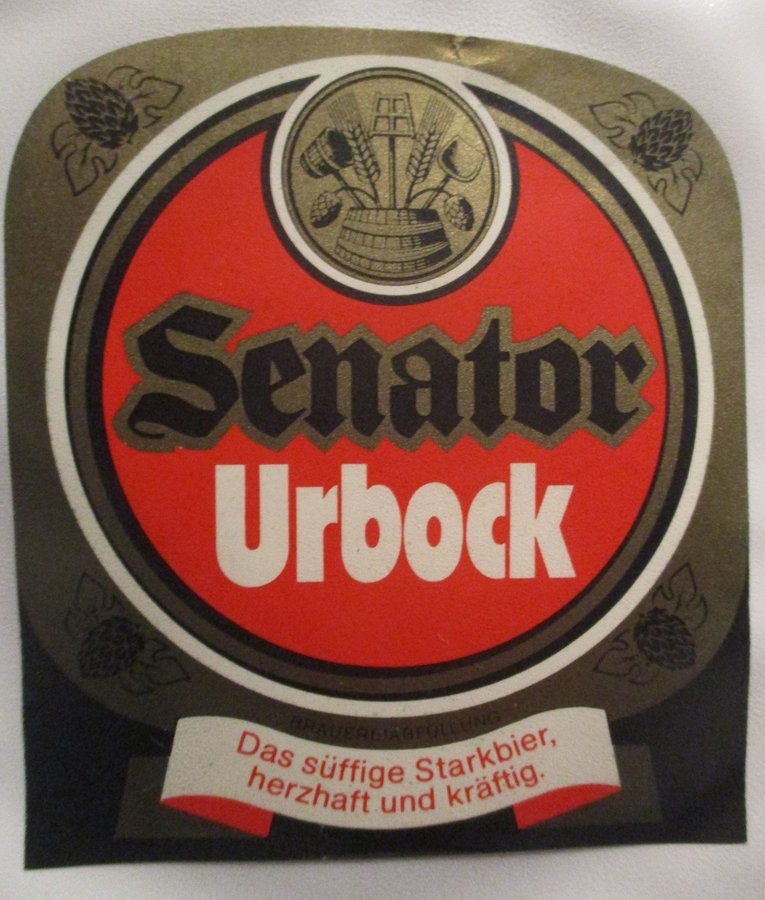 Senator
Urbock
BRAUEREIABFÜLLUNG
Das süffige Starkbier,
herzhaft und kräftig.